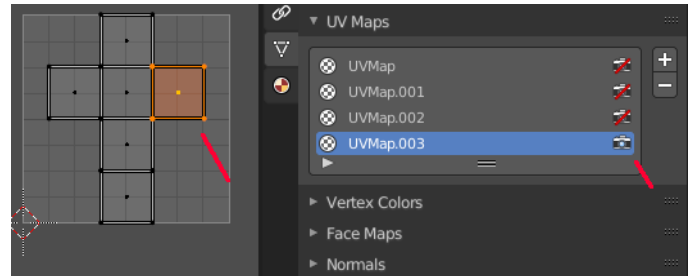 UV Maps
UVMap
UVMap.001
UVMap.002
UVMap.003
Vertex Colors
Face Maps
Normals